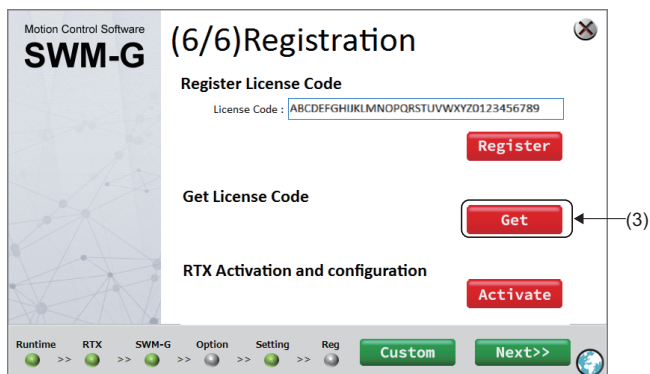 Motion Control Software
SWM-G
(6/6)Registration
Register License Code
License Code : ABCDEFGHIJKLMNOPQRSTUVWXYZ0123456789
Register
Get License Code
Get
(3)
RTX Activation and configuration
Activate
Runtime >> RTX >> SWM-G >> Option >> Setting >> Reg
Custom
Next>>